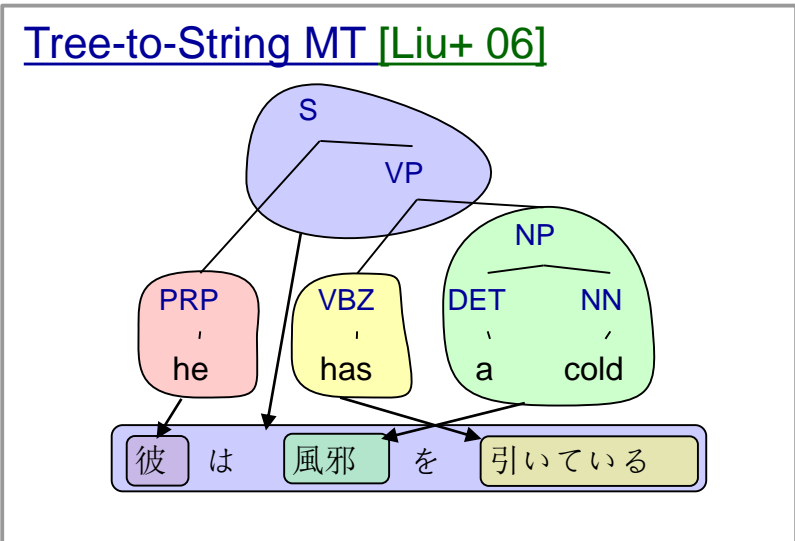 Tree-to-String MT [Liu+ 06]
S
VP
NP
PRP VBZ DET NN
he has a cold
彼 は 風邪 を 引いている